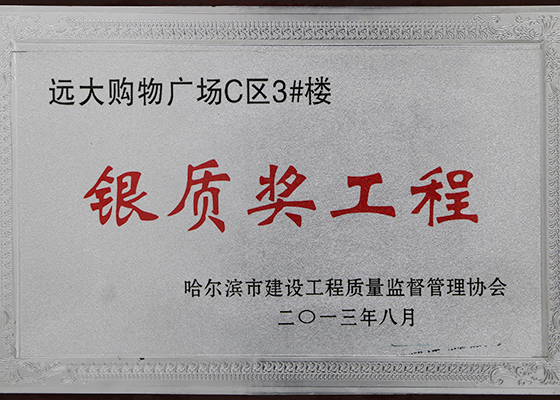 远大购物广场C区3#楼
银质奖工程
哈尔滨市建设工程质量监督管理协会
二〇一三年八月